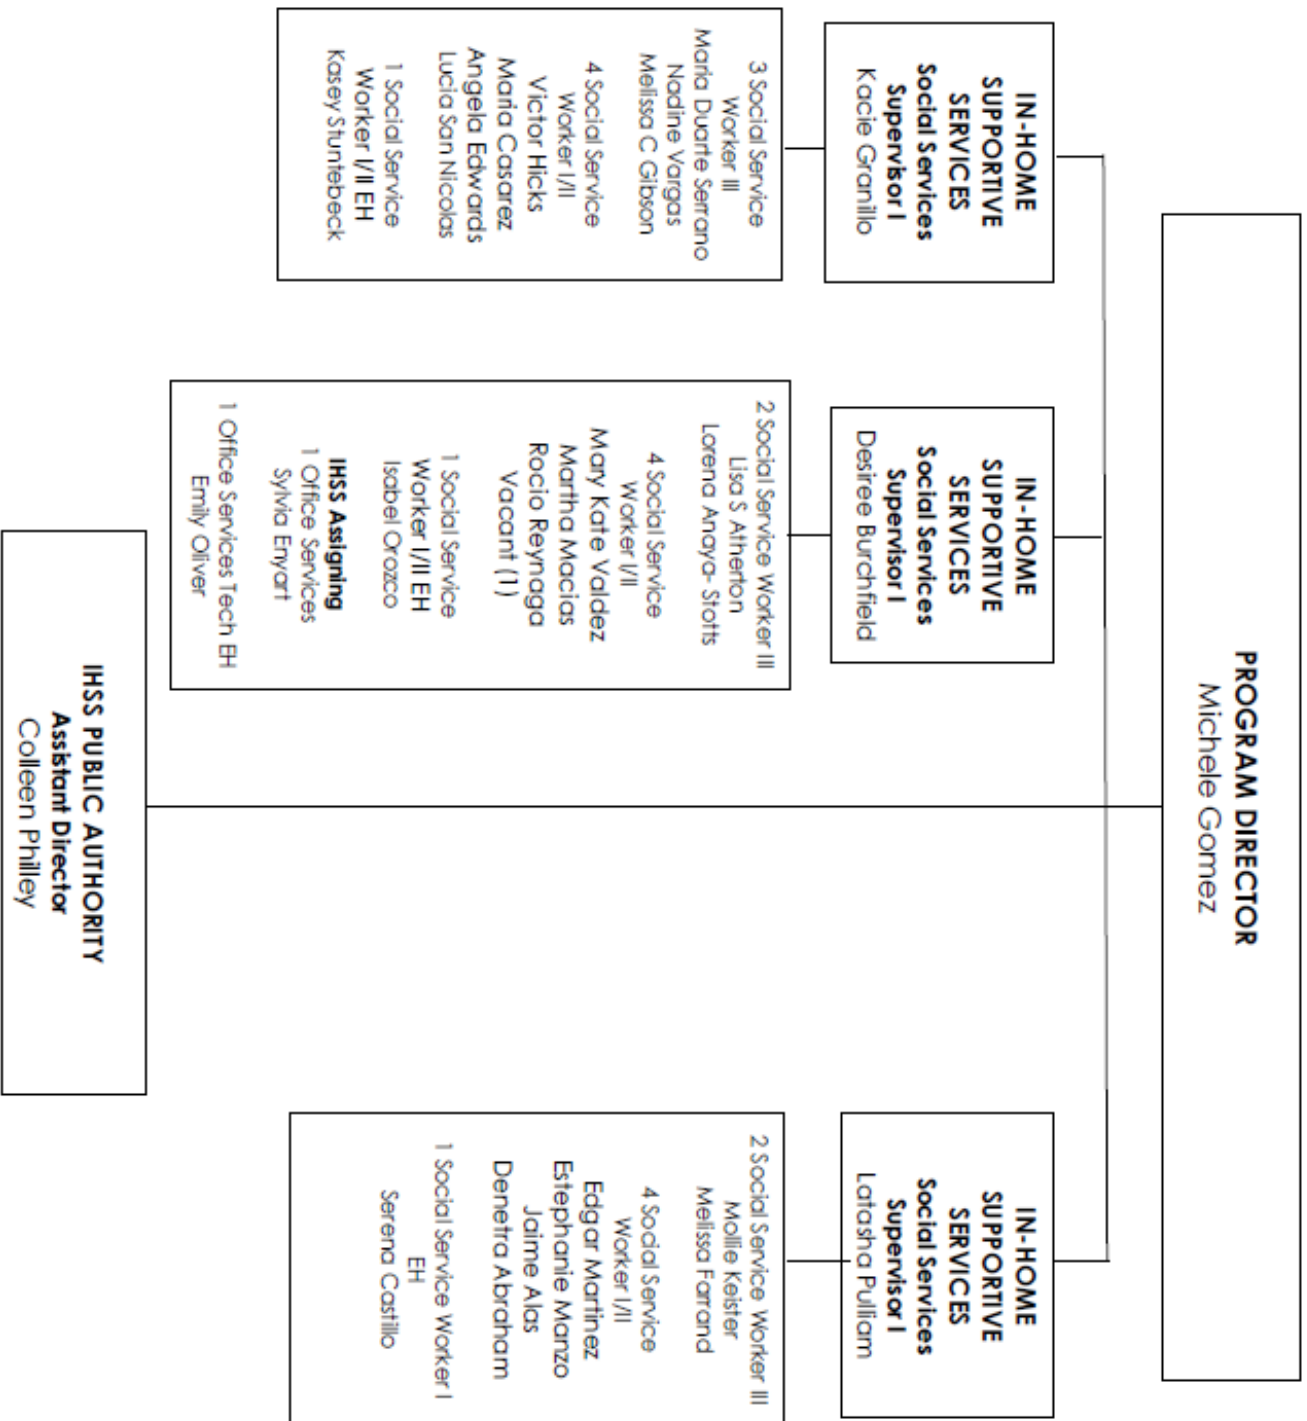 PROGRAM DIRECTOR
Michele Gomez
IN-HOME
SUPPORTIVE
SERVICES
Social Services
Supervisor I
Kacie Granillo
3 Social Service
Worker III
Maria Duarte Serrano
Nadine Vargas
Melissa C Gibson
4 Social Service
Worker I/II
Victor Hicks
Maria Casarez
Angela Edwards
Lucia San Nicolas
1 Social Service
Worker I/II EH
Kasey Stuntebeck
IN-HOME
SUPPORTIVE
SERVICES
Social Services
Supervisor I
Desiree Burchfield
2 Social Service Worker III
Lisa S Atherton
Lorena Anaya- Stotts
4 Social Service
Worker I/II
Mary Kate Valdez
Martha Macias
Rocio Reynaga
Vacant (1)
1 Social Service
Worker I/II EH
Isabel Orozco
IHSS Assigning
1 Office Services
Sylvia Enyart
1 Office Services Tech EH
Emily Oliver
IN-HOME
SUPPORTIVE
SERVICES
Social Services
Supervisor I
Latasha Pulliam
2 Social Service Worker III
Mollie Keister
Melissa Farrand
4 Social Service
Worker I/II
Edgar Martinez
Estephanie Manzo
Jaime Alas
Denetra Abraham
1 Social Service Worker I
EH
Serena Castillo
IHSS PUBLIC AUTHORITY
Assistant Director
Colleen Philley